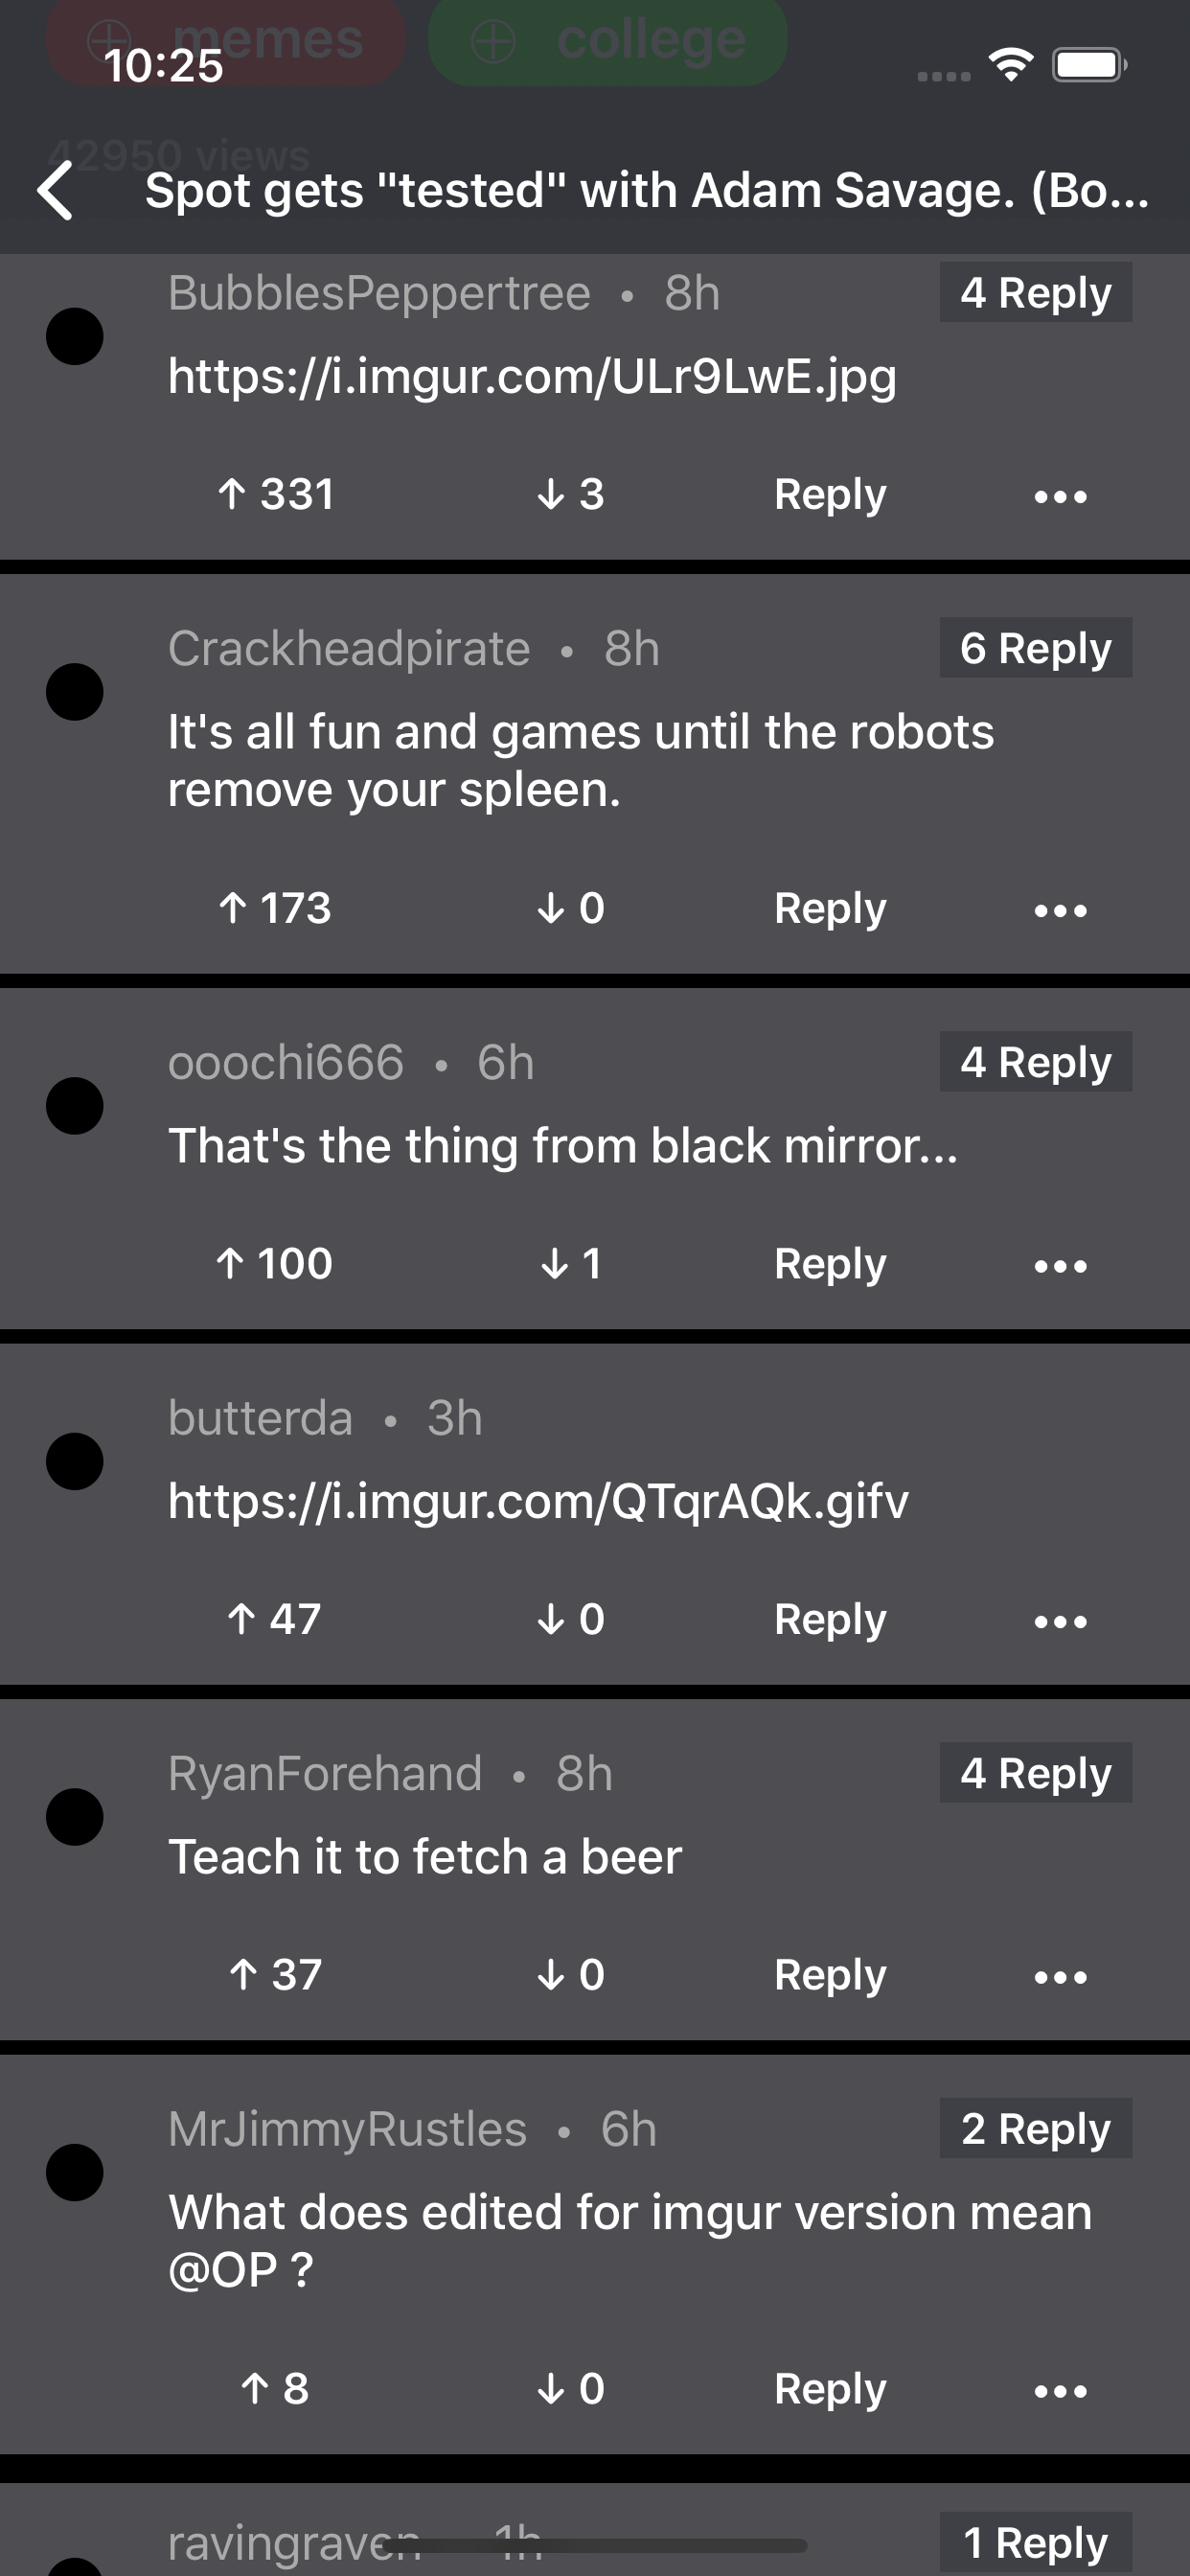 memes college
10:25
42950 views
Spot gets "tested" with Adam Savage. (Bo...
BubblesPeppertree • 8h 4 Reply
https://i.imgur.com/ULr9LwE.jpg
↑ 331 ↓ 3 Reply •••
Crackheadpirate • 8h 6 Reply
It's all fun and games until the robots
remove your spleen.
↑ 173 ↓ 0 Reply •••
ooochi666 • 6h 4 Reply
That's the thing from black mirror...
↑ 100 ↓ 1 Reply •••
butterda • 3h
https://i.imgur.com/QTqrAQk.gifv
↑ 47 ↓ 0 Reply •••
RyanForehand • 8h 4 Reply
Teach it to fetch a beer
↑ 37 ↓ 0 Reply •••
MrJimmyRustles • 6h 2 Reply
What does edited for imgur version mean
@OP ?
↑ 8 ↓ 0 Reply •••
ravingraven 1h 1 Reply